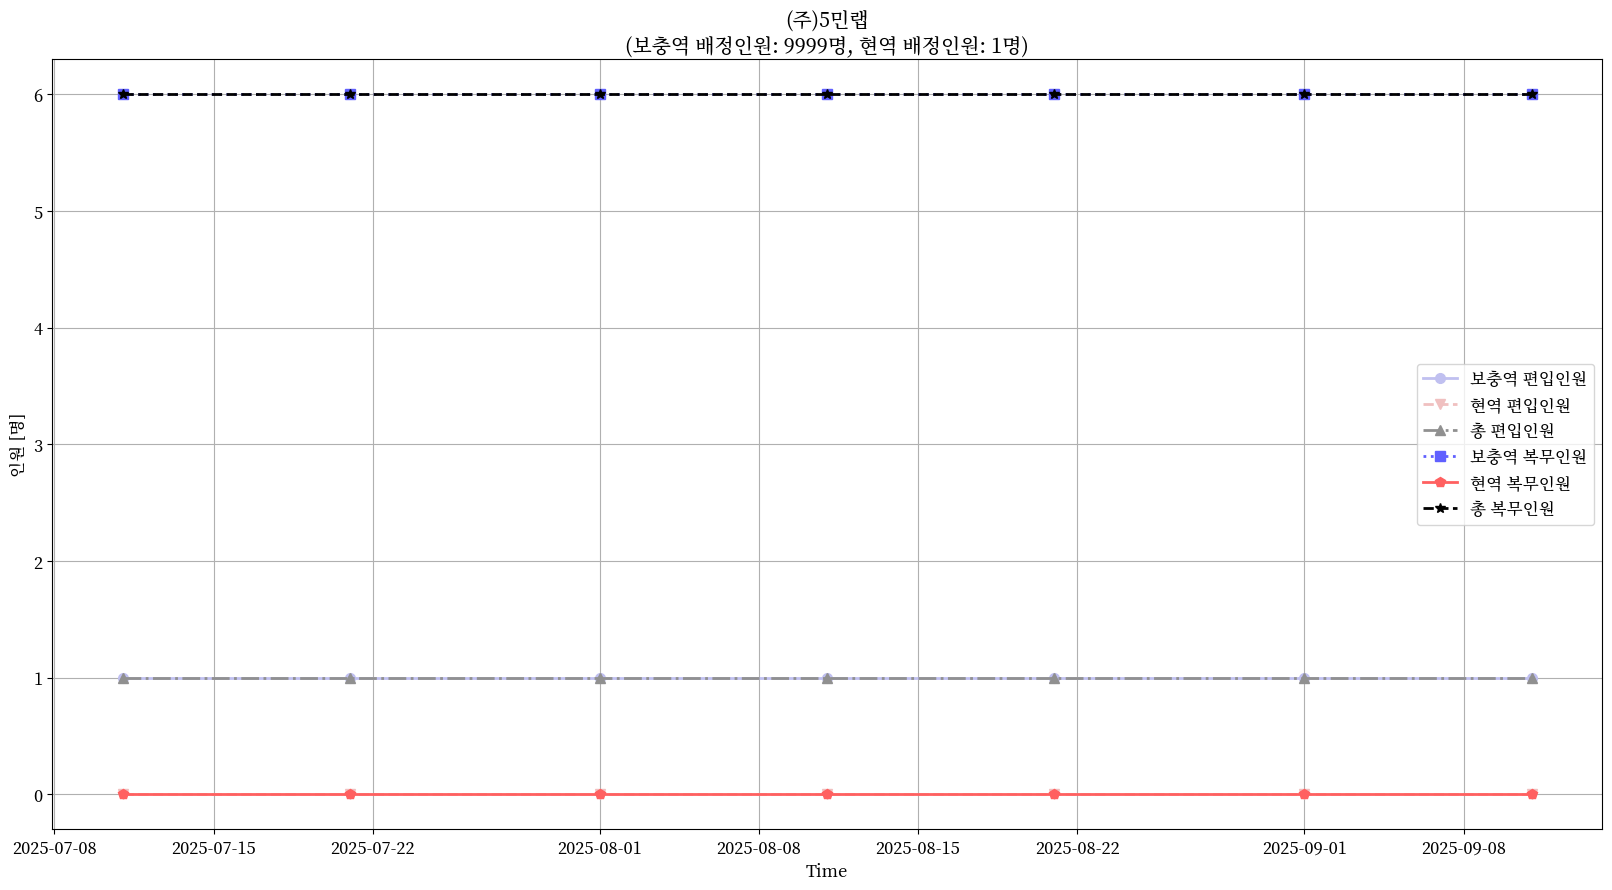 (주)5민랩
(보충역 배정인원: 9999명, 현역 배정인원: 1명)
인원 [명]
6
5
4
3
2
1
0
보충역 편입인원
현역 편입인원
총 편입인원
보충역 복무인원
현역 복무인원
총 복무인원
2025-07-08 2025-07-15 2025-07-22 2025-08-01 2025-08-08 2025-08-15 2025-08-22 2025-09-01 2025-09-08
Time